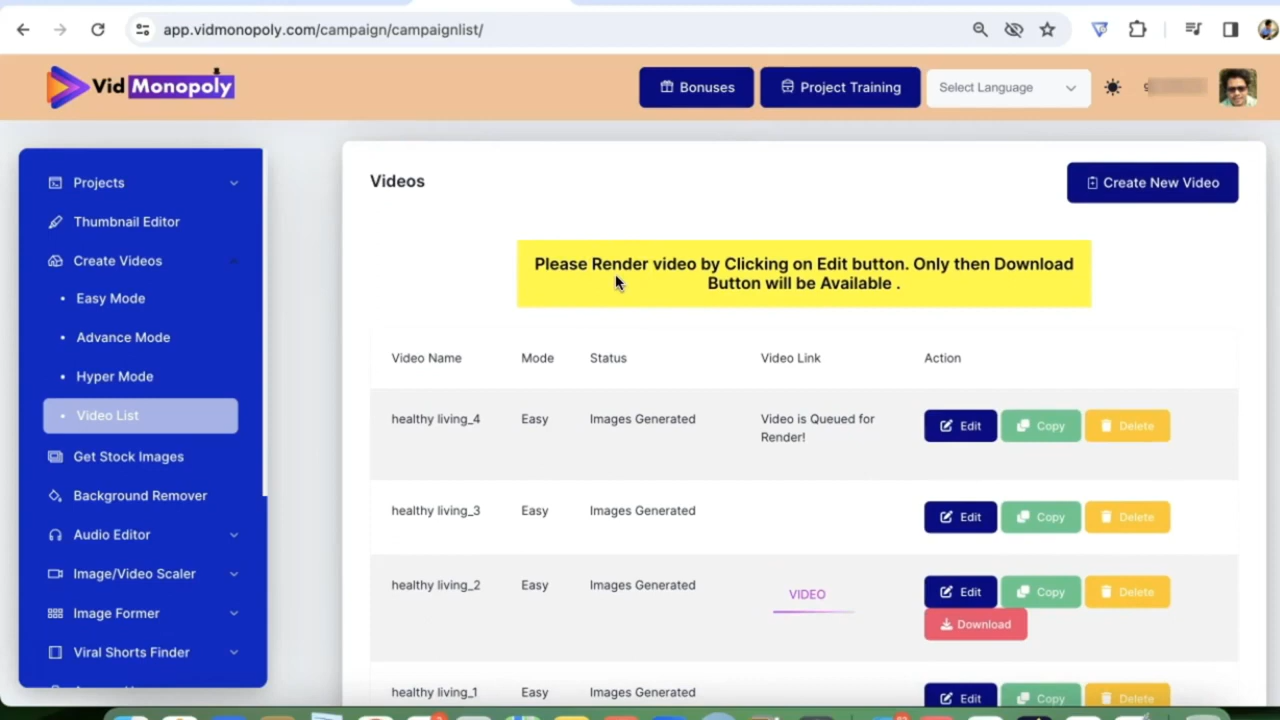 app.vidmonopoly.com/campaign/campaignlist/
Vid Monopoly
Bonuses
Project Training
Select Language
Projects
Thumbnail Editor
Create Videos
Easy Mode
Advance Mode
Hyper Mode
Video List
Get Stock Images
Background Remover
Audio Editor
Image/Video Scaler
Image Former
Viral Shorts Finder
Videos
Create New Video
Please Render video by Clicking on Edit button. Only then Download
Button will be Available .
Video Name Mode Status Video Link Action
healthy living_4 Easy Images Generated Video is Queued for
Render!
Edit Copy Delete
healthy living_3 Easy Images Generated Edit Copy Delete
healthy living_2 Easy Images Generated VIDEO Edit Copy Delete
Download
healthy living_1 Easy Images Generated Edit Copy Delete